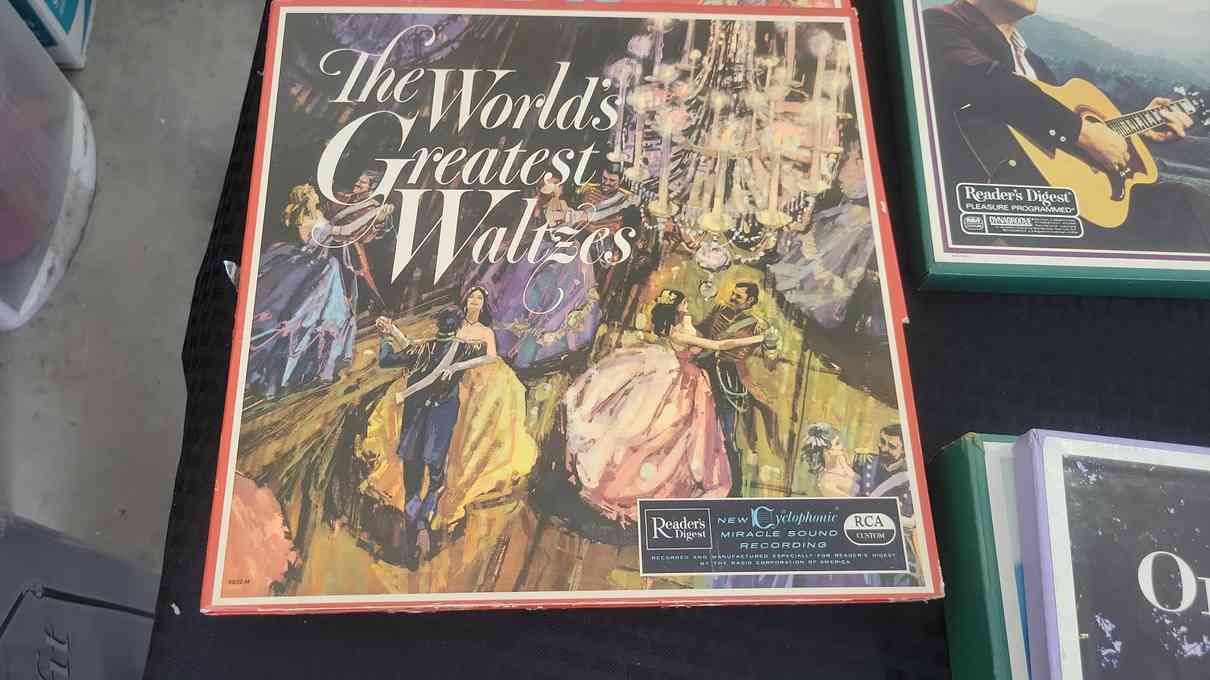 The World's
Greatest
Waltzes
Reader's
Digest
NEW Cyclophonic
MIRACLE SOUND
RECORDING
RCA
CUSTOM
RECORDED AND MANUFACTURED ESPECIALLY FOR READER'S DIGEST
BY THE RADIO CORPORATION OF AMERICA
Reader's Digest
PLEASURE PROGRAMMED
DYNAGROOVE